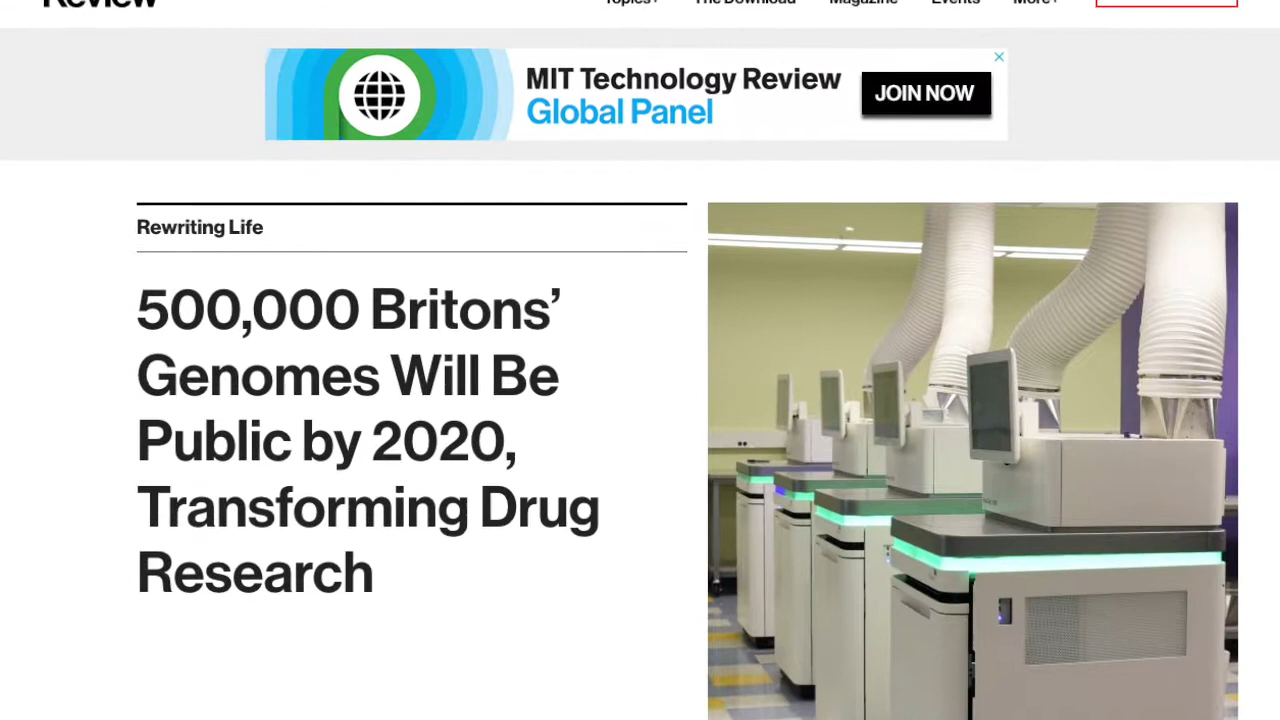 Review
Topics+ The Download Magazine Events More+
MIT Technology Review
Global Panel
JOIN NOW
Rewriting Life
500,000 Britons’
Genomes Will Be
Public by 2020,
Transforming Drug
Research